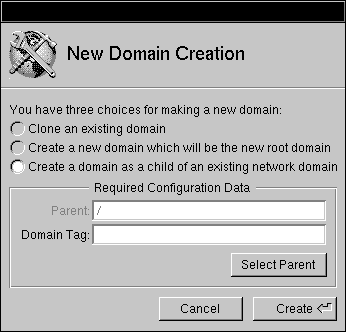 New Domain Creation
You have three choices for making a new domain:
Clone an existing domain
Create a new domain which will be the new root domain
Create a domain as a child of an existing network domain
Required Configuration Data
Parent: /
Domain Tag:
Select Parent
Cancel
Create